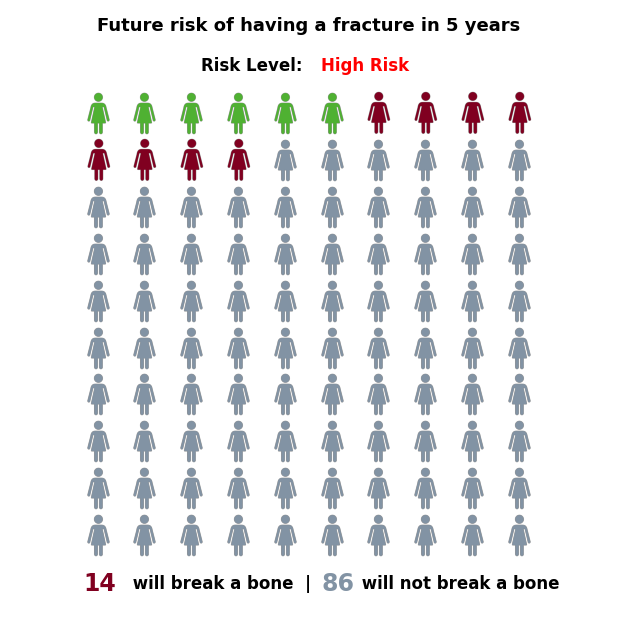 Future risk of having a fracture in 5 years
Risk Level: High Risk
14 will break a bone | 86 will not break a bone